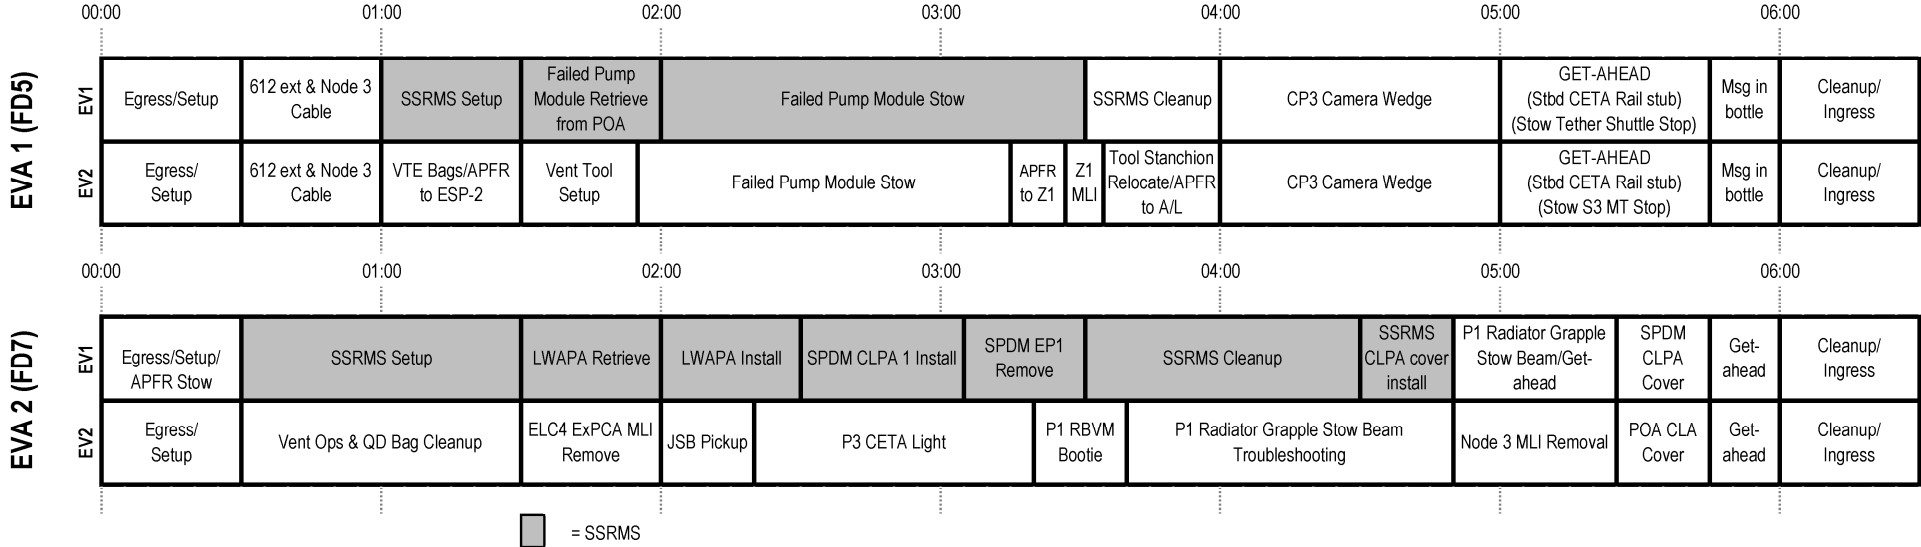 00:00 01:00 02:00 03:00 04:00 05:00 06:00
EVA 1 (FD5)
EV1
Egress/Setup
612 ext & Node 3
Cable
SSRMS Setup
Failed Pump
Module Retrieve
from POA
Failed Pump Module Stow
SSRMS Cleanup
CP3 Camera Wedge
GET-AHEAD
(Stbd CETA Rail stub)
(Stow Tether Shuttle Stop)
Msg in
bottle
Cleanup/
Ingress
EV2
Egress/
Setup
612 ext & Node 3
Cable
VTE Bags/APFR
to ESP-2
Vent Tool
Setup
Failed Pump Module Stow
APFR
to Z1
Z1
MLI
Tool Stanchion
Relocate/APFR
to A/L
CP3 Camera Wedge
GET-AHEAD
(Stbd CETA Rail stub)
(Stow S3 MT Stop)
Msg in
bottle
Cleanup/
Ingress
00:00 01:00 02:00 03:00 04:00 05:00 06:00
EVA 2 (FD7)
EV1
Egress/Setup/
APFR Stow
SSRMS Setup
LWAPA Retrieve
LWAPA Install
SPDM CLPA 1 Install
SPDM EP1
Remove
SSRMS Cleanup
SSRMS
CLPA cover
install
P1 Radiator Grapple
Stow Beam/Get-
ahead
SPDM
CLPA
Cover
Get-
ahead
Cleanup/
Ingress
EV2
Egress/
Setup
Vent Ops & QD Bag Cleanup
ELC4 ExPCA MLI
Remove
JSB Pickup
P3 CETA Light
P1 RBVM
Bootie
P1 Radiator Grapple Stow Beam
Troubleshooting
Node 3 MLI Removal
POA CLA
Cover
Get-
ahead
Cleanup/
Ingress
= SSRMS